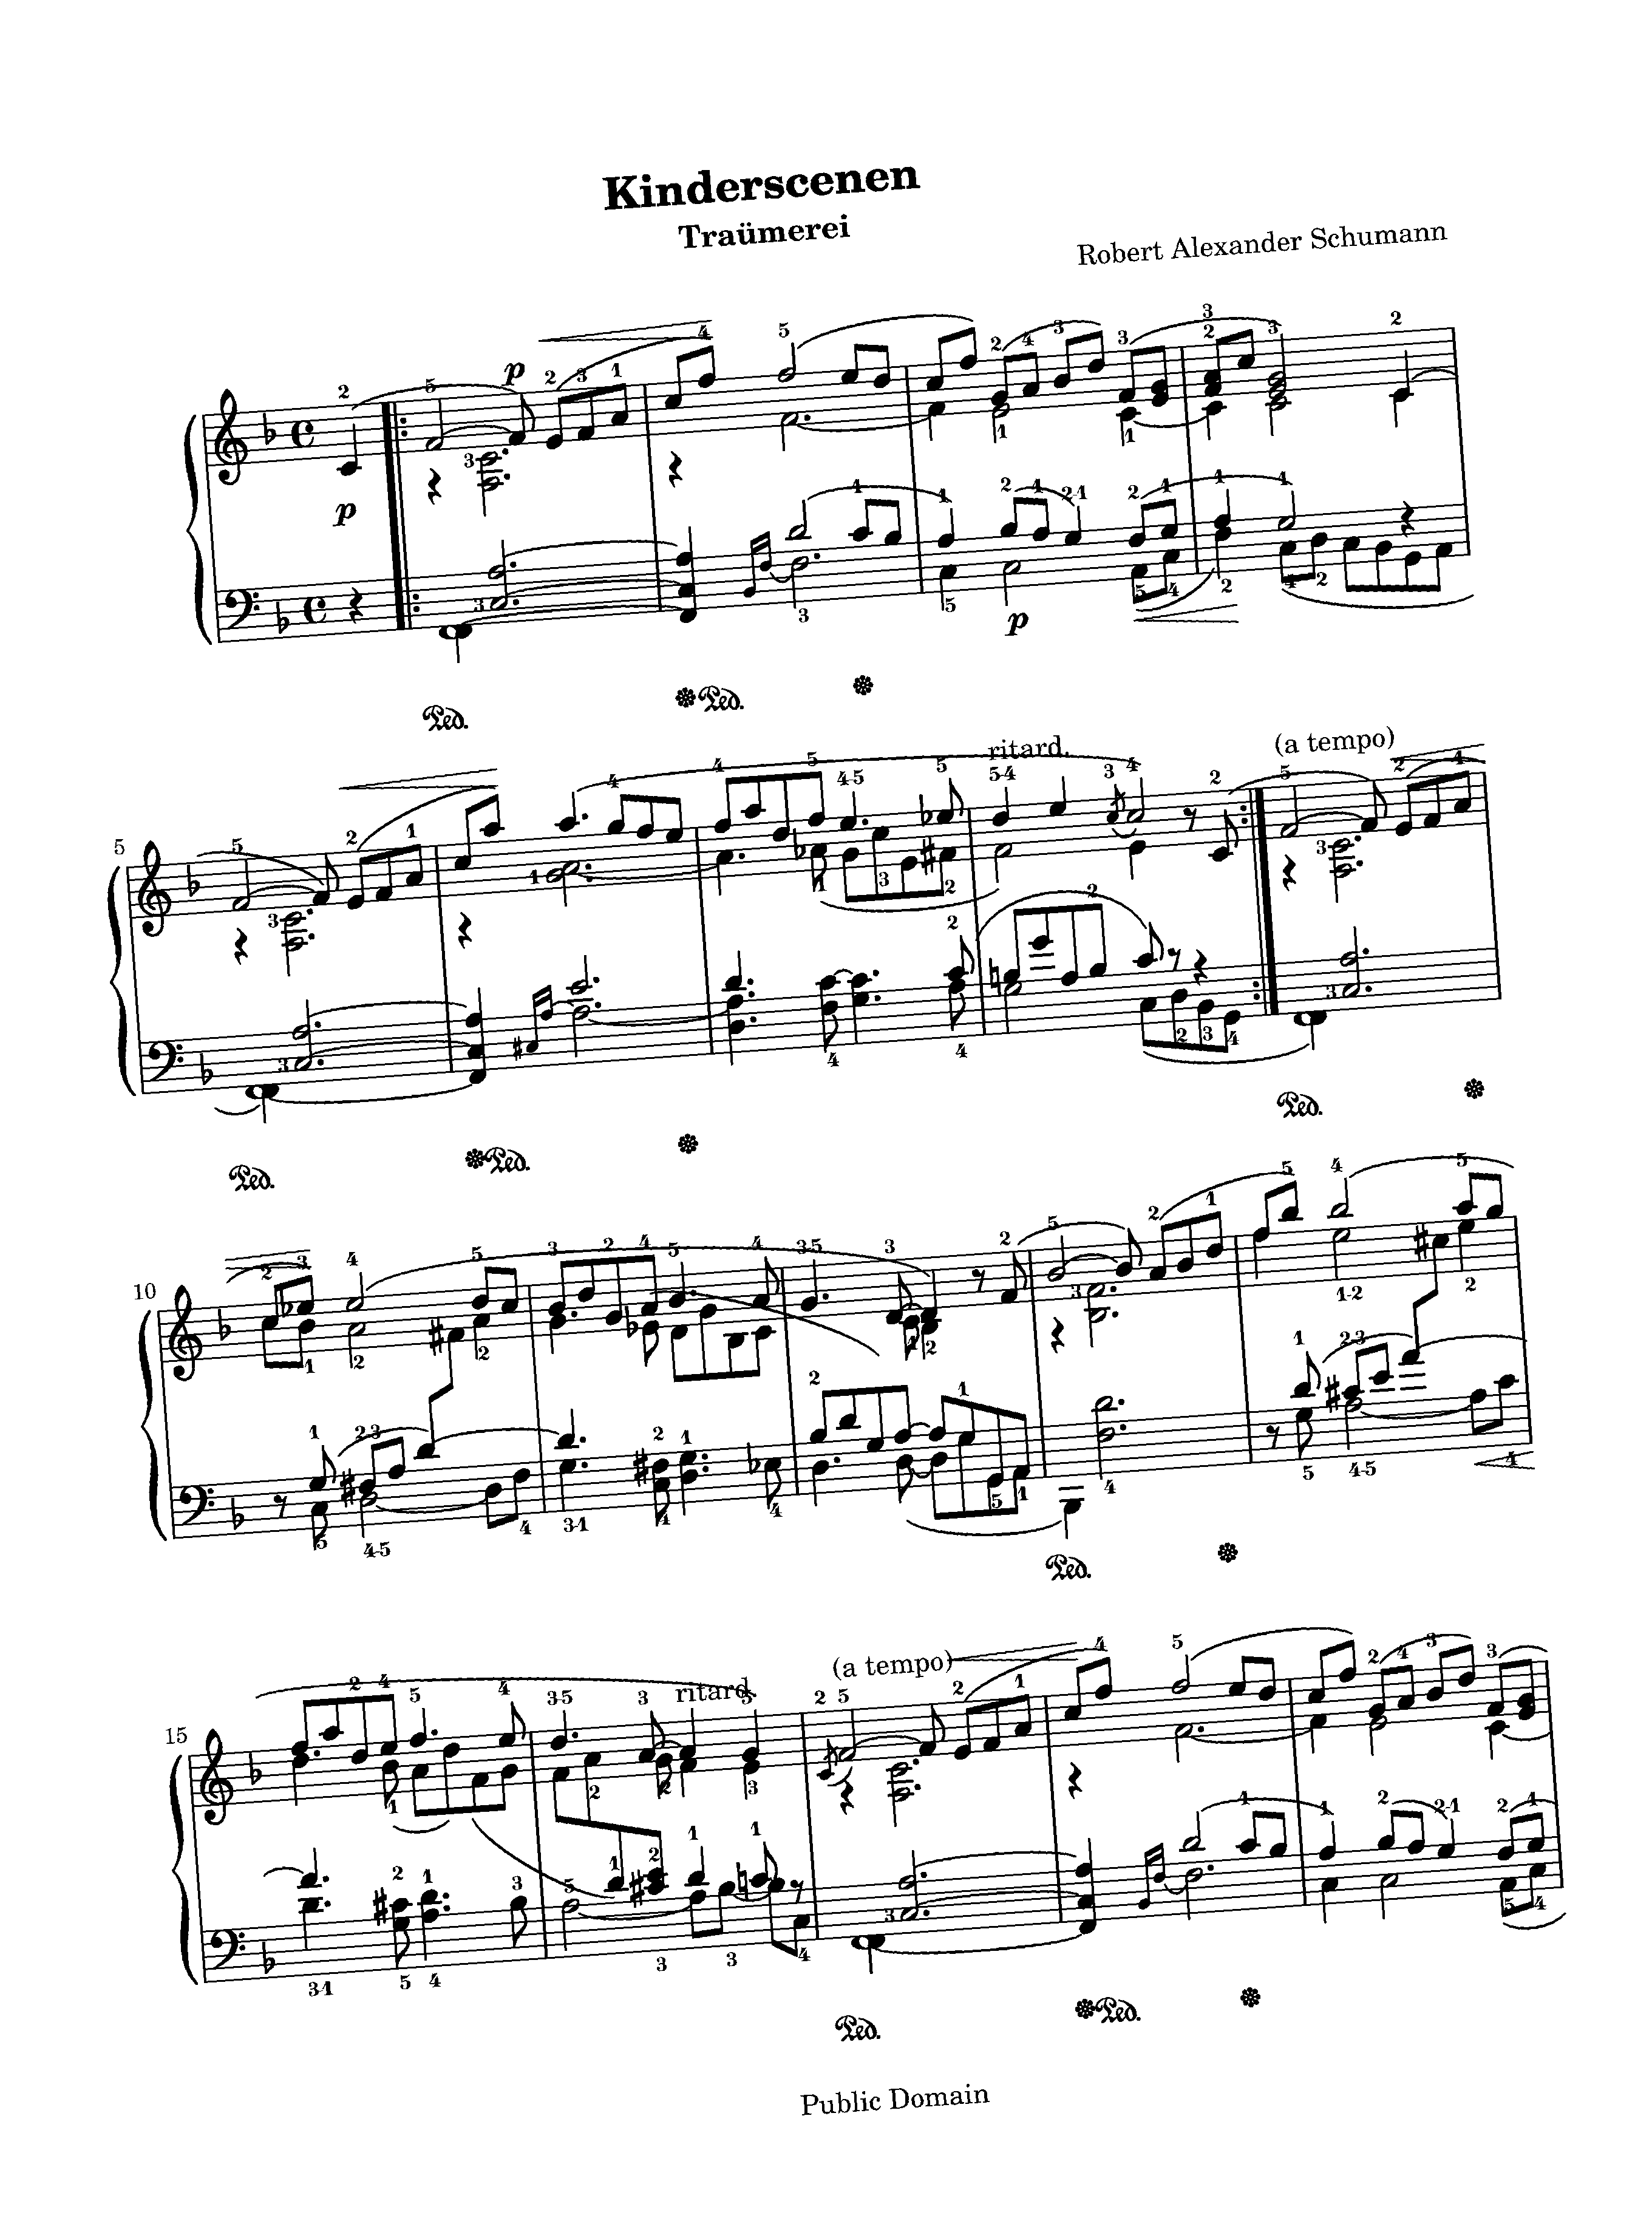 Kinderscenen
Traümerei
Robert Alexander Schumann
p
p
p
Ped.
Ped.
5
ritard.
(a tempo)
Ped.
Ped.
Ped.
10
Ped.
15
ritard.
(a tempo)
Ped.
Ped.
Public Domain